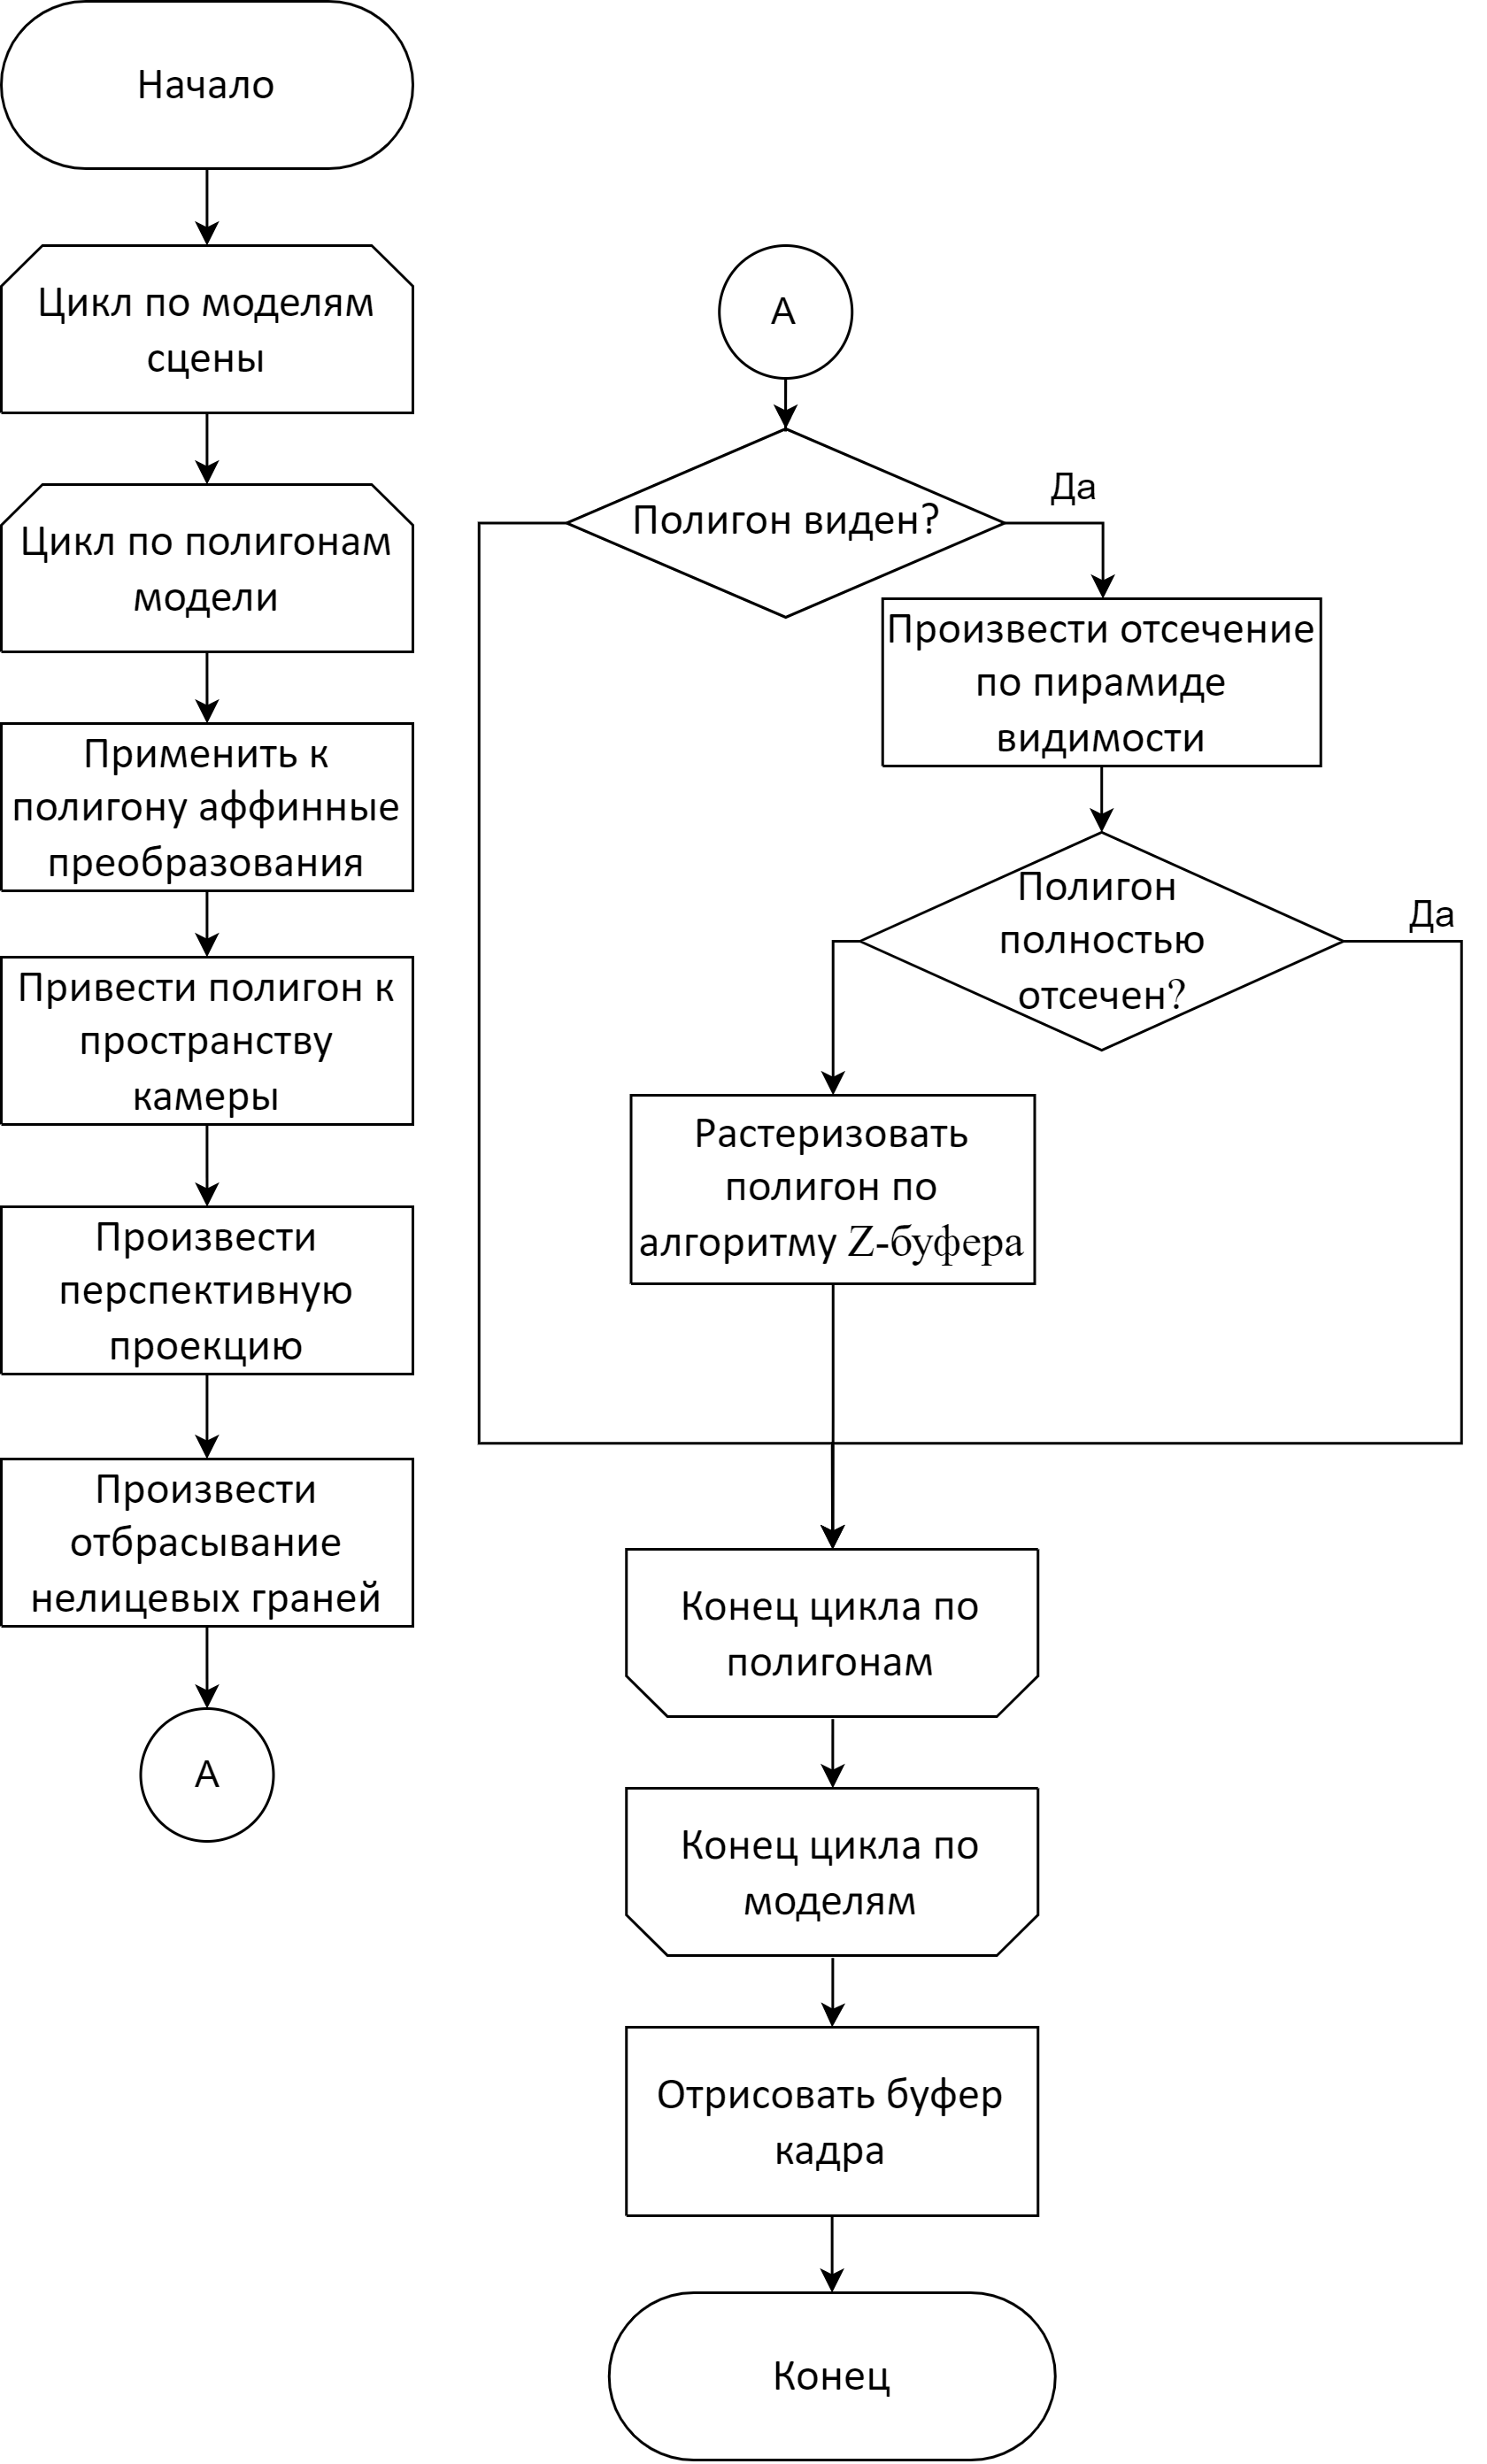 Начало
Цикл по моделям
сцены
Цикл по полигонам
модели
Применить к
полигону аффинные
преобразования
Привести полигон к
пространству
камеры
Произвести
перспективную
проекцию
Произвести
отбрасывание
нелицевых граней
А
А
Полигон виден?
Да
Произвести отсечение
по пирамиде
видимости
Полигон
полностью
отсечен?
Да
Растеризовать
полигон по
алгоритму Z-буфера
Конец цикла по
полигонам
Конец цикла по
моделям
Отрисовать буфер
кадра
Конец